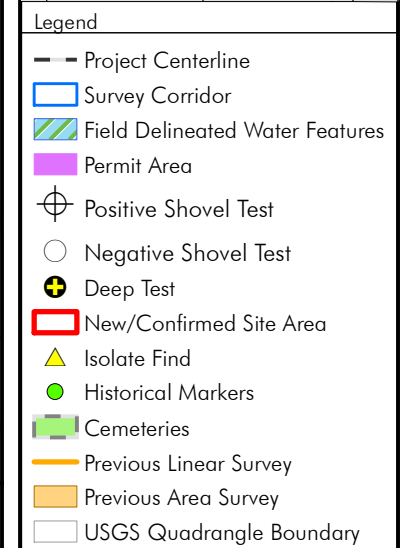 Legend
Project Centerline
Survey Corridor
Field Delineated Water Features
Permit Area
Positive Shovel Test
Negative Shovel Test
Deep Test
New/Confirmed Site Area
Isolate Find
Historical Markers
Cemeteries
Previous Linear Survey
Previous Area Survey
USGS Quadrangle Boundary